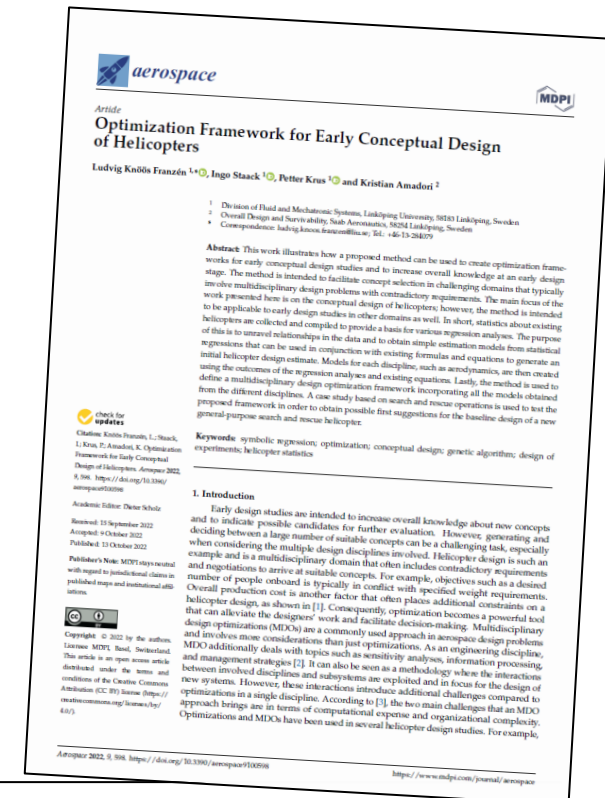 aerospace
MDPI
Article
Optimization Framework for Early Conceptual Design
of Helicopters
Ludvig Knöös Franzén 1,*, Ingo Staack 1, Petter Krus 1 and Kristian Amadori 2
1 Division of Fluid and Mechatronic Systems, Linköping University, 58183 Linköping, Sweden
2 Overall Design and Survivability, Saab Aeronautics, 58254 Linköping, Sweden
* Correspondence: ludvig.knoos.franzen@liu.se; Tel.: +46-13-284079
Abstract: This work illustrates how a proposed method can be used to create optimization frame-
works for early conceptual design studies and to increase overall knowledge at an early design
stage. The method is intended to facilitate concept selection in challenging domains that typically
involve multidisciplinary design problems with contradictory requirements. The main focus of the
work presented here is on the conceptual design of helicopters; however, the method is intended
to be applicable to early design studies in other domains as well. In short, statistics about existing
helicopters are collected and compiled to provide a basis for various regression analyses. The purpose
of this is to unravel relationships in the data and to obtain simple estimation models from statistical
regressions that can be used in conjunction with existing formulas and equations to generate an
initial helicopter design estimate. Models for each discipline, such as aerodynamics, are then created
using the outcomes of the regression analyses and existing equations. Lastly, the method is used to
define a multidisciplinary design optimization framework incorporating all the models obtained
from the different disciplines. A case study based on search and rescue operations is used to test the
proposed framework in order to obtain possible first suggestions for the baseline design of a new
general-purpose search and rescue helicopter.
Keywords: symbolic regression; optimization; conceptual design; genetic algorithm; design of
experiments; helicopter statistics
check for
updates
Citation: Knöös Franzén, L.; Staack,
I.; Krus, P.; Amadori, K. Optimization
Framework for Early Conceptual
Design of Helicopters. Aerospace 2022,
9, 598. https://doi.org/10.3390/
aerospace9100598
Academic Editor: Dieter Scholz
Received: 15 September 2022
Accepted: 9 October 2022
Published: 13 October 2022
Publisher's Note: MDPI stays neutral
with regard to jurisdictional claims in
published maps and institutional affil-
iations.
cc
Copyright: © 2022 by the authors.
Licensee MDPI, Basel, Switzerland.
This article is an open access article
distributed under the terms and
conditions of the Creative Commons
Attribution (CC BY) license (https://
creativecommons.org/licenses/by/
4.0/).
1. Introduction
Early design studies are intended to increase overall knowledge about new concepts
and to indicate possible candidates for further evaluation. However, generating and
deciding between a large number of suitable concepts can be a challenging task, especially
when considering the multiple design disciplines involved. Helicopter design is such an
example and is a multidisciplinary domain that often includes contradictory requirements
and negotiations to arrive at suitable concepts. For example, objectives such as a desired
number of people onboard is typically in conflict with specified weight requirements.
Overall production cost is another factor that often places additional constraints on a
helicopter design, as shown in [1]. Consequently, optimization becomes a powerful tool
that can alleviate the designers' work and facilitate decision-making. Multidisciplinary
design optimizations (MDOs) are a commonly used approach in aerospace design problems
and involves more considerations than just optimizations. As an engineering discipline,
MDO additionally deals with topics such as sensitivity analyses, information processing,
and management strategies [2]. It can also be seen as a methodology where the interactions
between involved disciplines and subsystems are exploited and in focus for the design of
new systems. However, these interactions introduce additional challenges compared to
optimizations in a single discipline. According to [3], the two main challenges that an MDO
approach brings are in terms of computational expense and organizational complexity.
Optimizations and MDOs have been used in several helicopter design studies. For example,
Aerospace 2022, 9, 598. https://doi.org/10.3390/aerospace9100598
https://www.mdpi.com/journal/aerospace